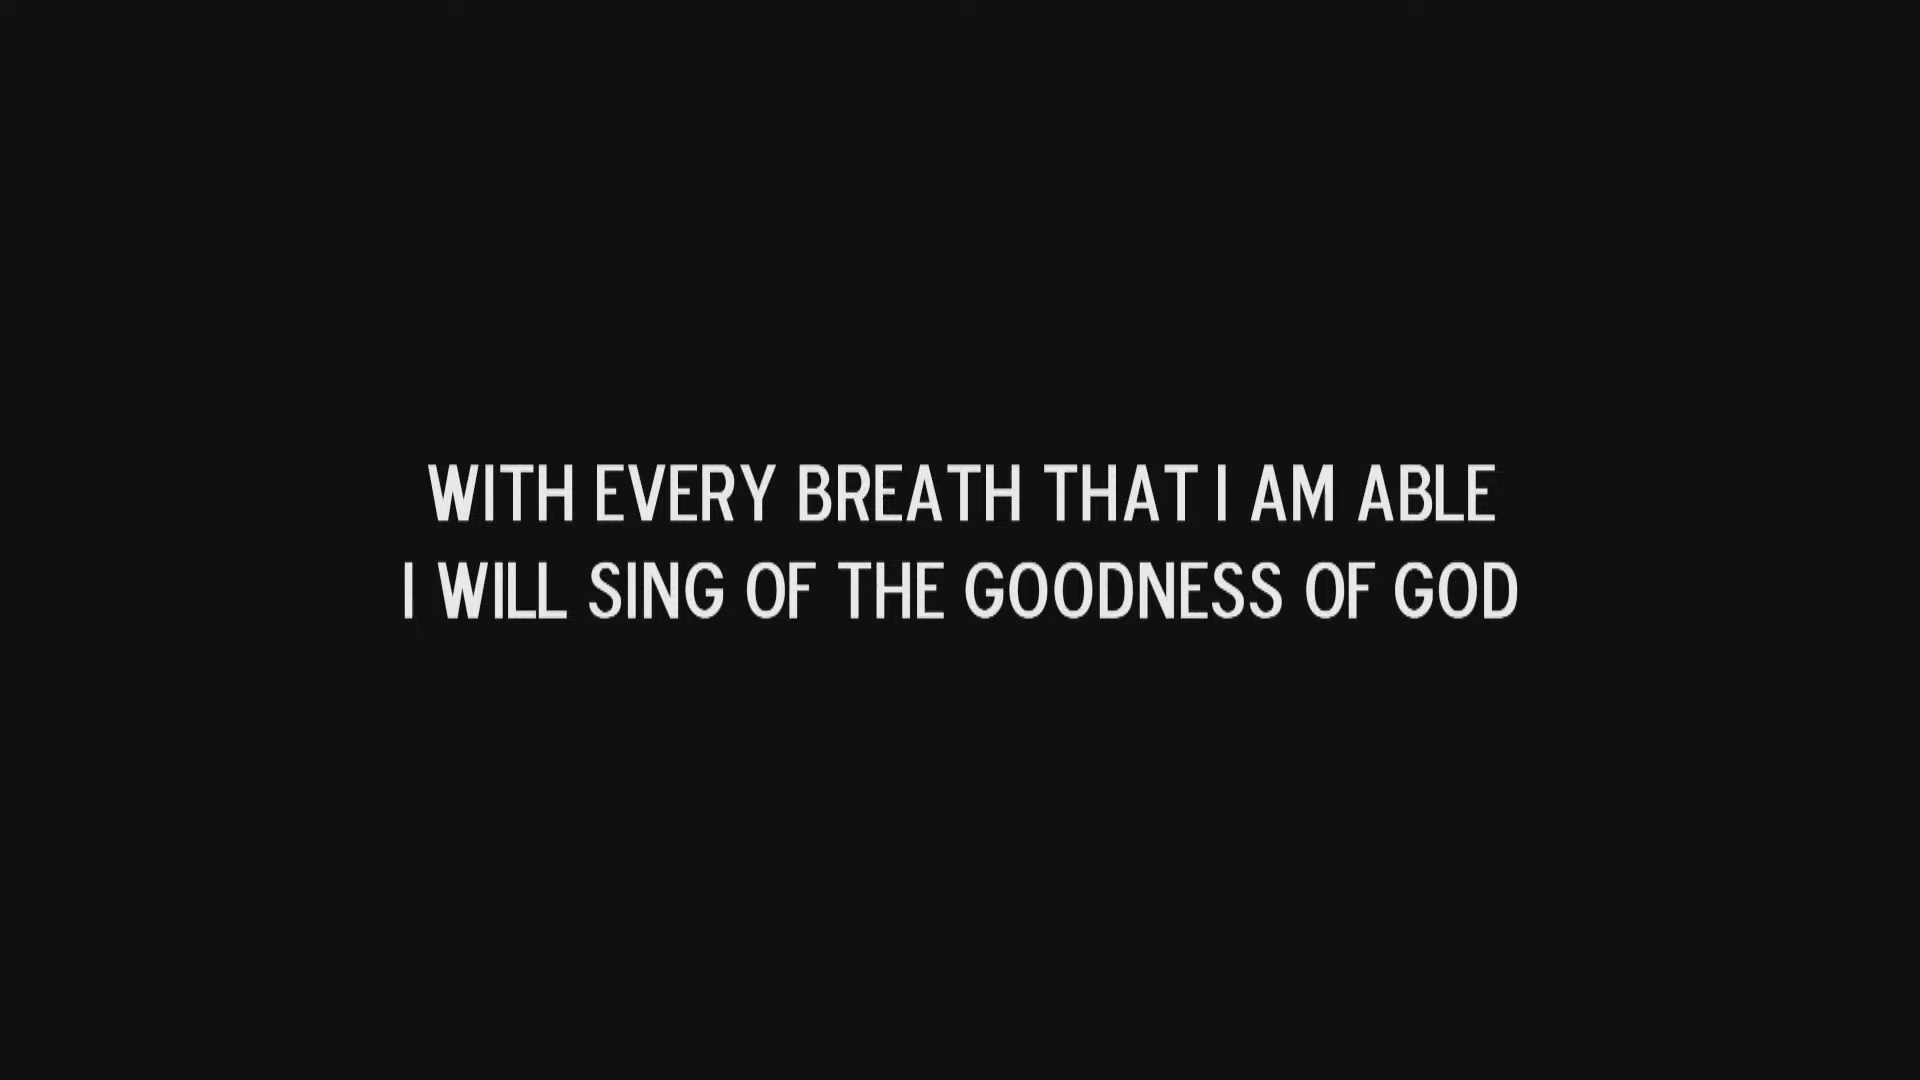 WITH EVERY BREATH THAT I AM ABLE
I WILL SING OF THE GOODNESS OF GOD